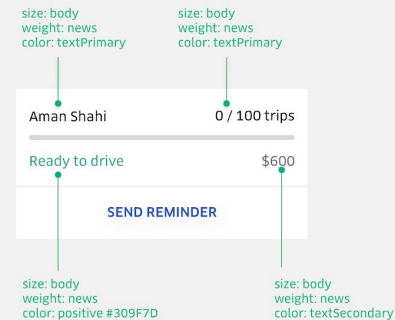 size: body
weight: news
color: textPrimary
size: body
weight: news
color: textPrimary
Aman Shahi
0 / 100 trips
Ready to drive
$600
SEND REMINDER
size: body
weight: news
color: positive #309F7D
size: body
weight: news
color: textSecondary